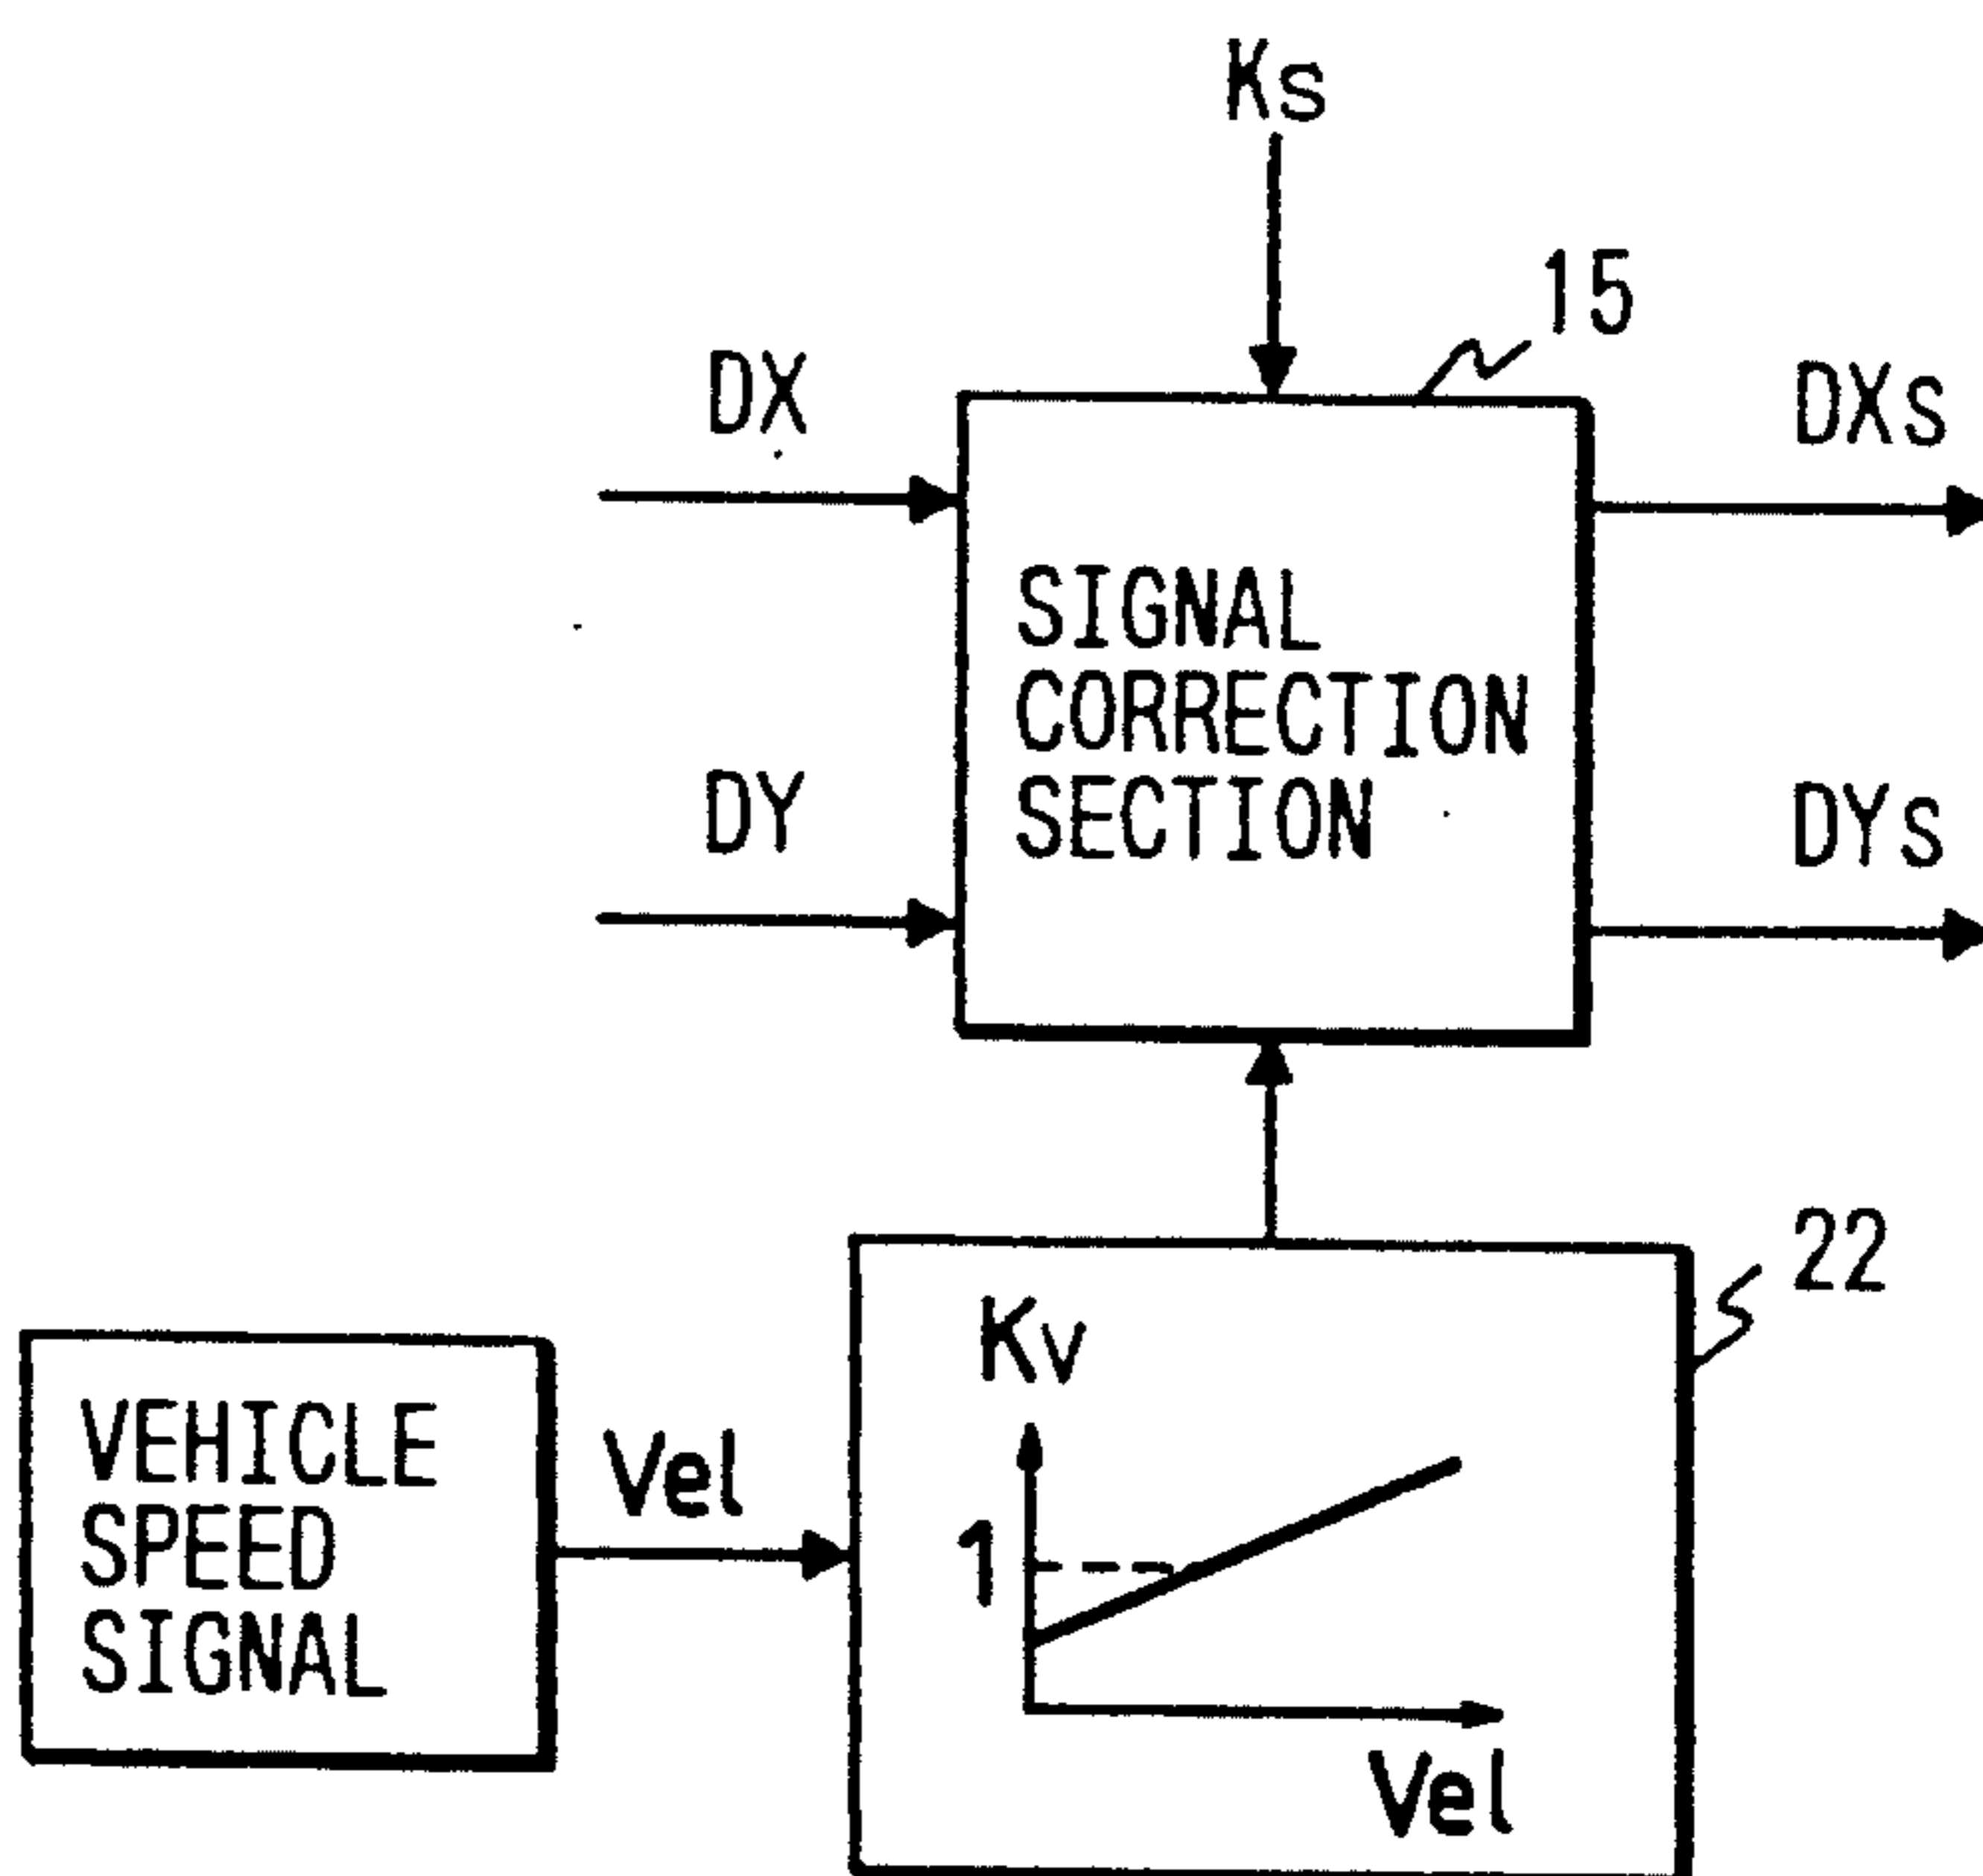 Ks
15
DX
DXs
SIGNAL
CORRECTION
SECTION
DY
DYs
22
Kv
VEHICLE
SPEED
SIGNAL
Vel
1
Vel